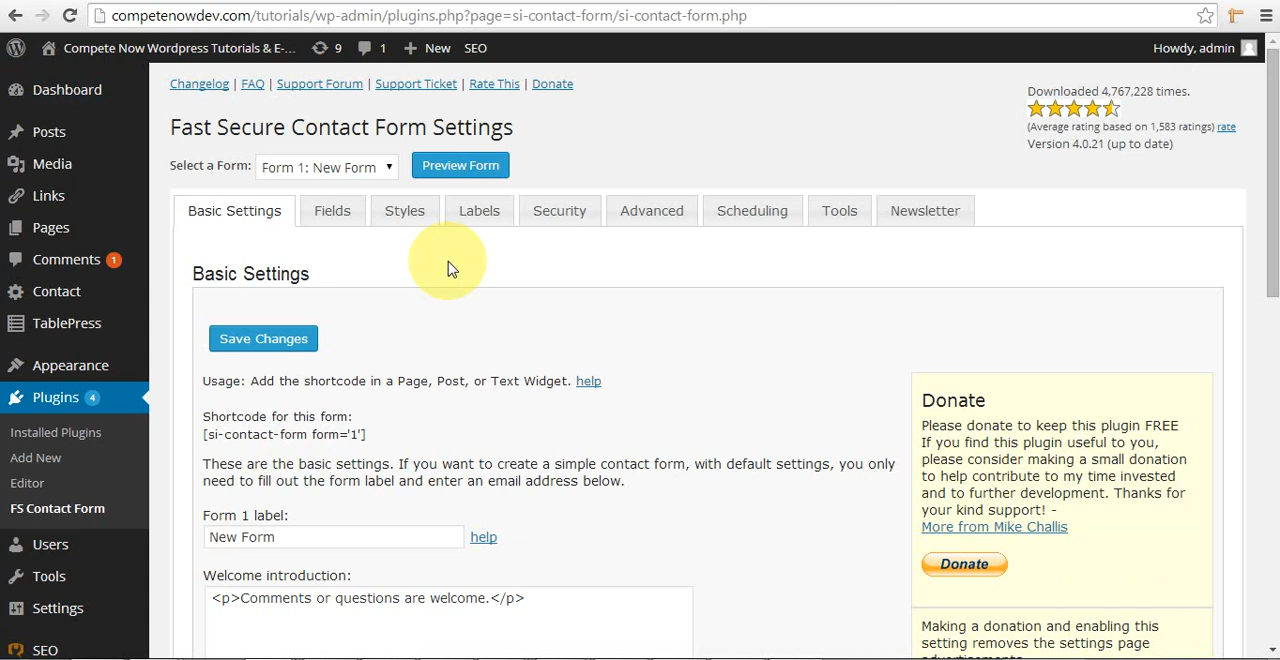 competenowdev.com/tutorials/wp-admin/plugins.php?page=si-contact-form/si-contact-form.php
Compete Now Wordpress Tutorials & E-... 9 1 New SEO Howdy, admin
Dashboard
Posts
Media
Links
Pages
Comments 1
Contact
TablePress
Appearance
Plugins 4
Installed Plugins
Add New
Editor
FS Contact Form
Users
Tools
Settings
SEO
Changelog | FAQ | Support Forum | Support Ticket | Rate This | Donate
Downloaded 4,767,228 times.
(Average rating based on 1,583 ratings) rate
Version 4.0.21 (up to date)
Fast Secure Contact Form Settings
Select a Form: Form 1: New Form Preview Form
Basic Settings Fields Styles Labels Security Advanced Scheduling Tools Newsletter
Basic Settings
Save Changes
Usage: Add the shortcode in a Page, Post, or Text Widget. help
Shortcode for this form:
[si-contact-form form='1']
These are the basic settings. If you want to create a simple contact form, with default settings, you only
need to fill out the form label and enter an email address below.
Form 1 label:
New Form help
Welcome introduction:
<p>Comments or questions are welcome.</p>
Donate
Please donate to keep this plugin FREE
If you find this plugin useful to you,
please consider making a small donation
to help contribute to my time invested
and to further development. Thanks for
your kind support! -
More from Mike Challis
Donate
Making a donation and enabling this
setting removes the settings page
advertisements